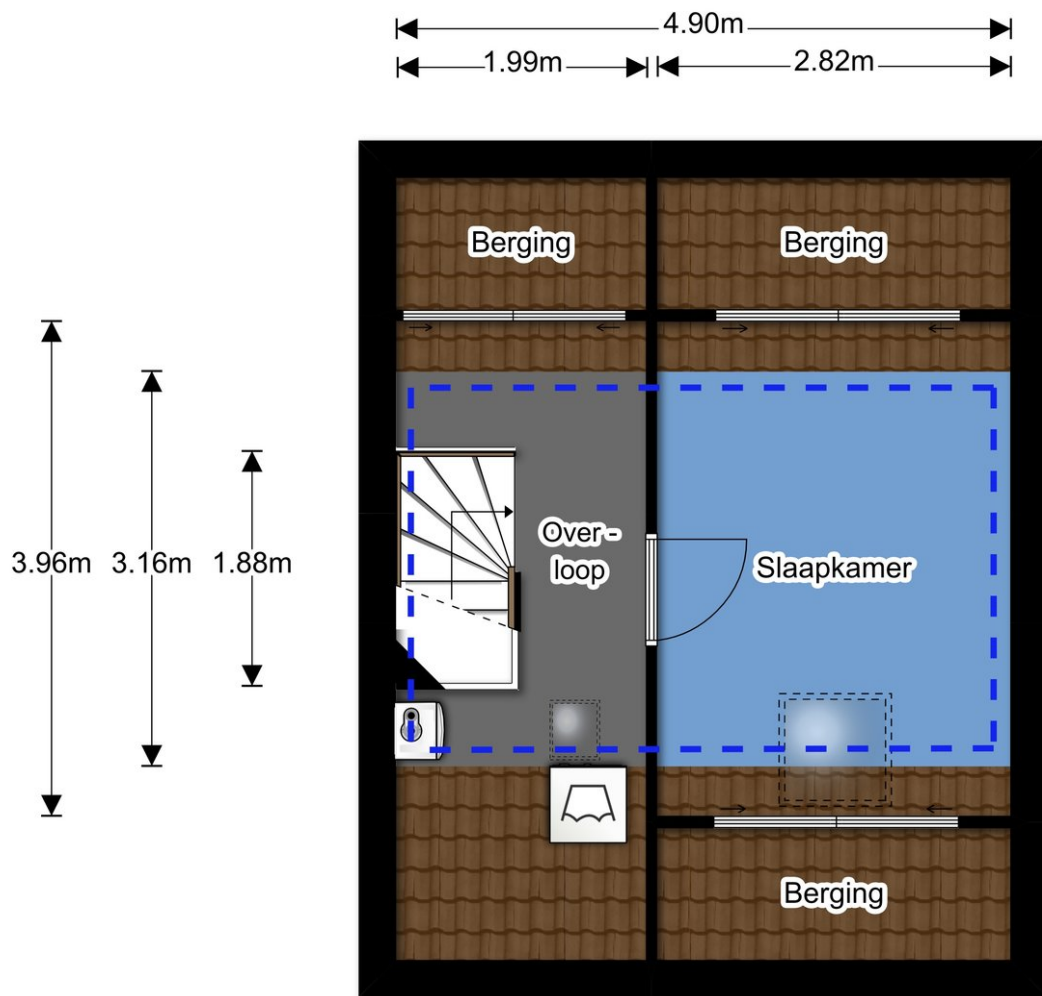 4.90m
1.99m
2.82m
Berging
Berging
3.96m
3.16m
1.88m
Over-
loop
Slaapkamer
Berging